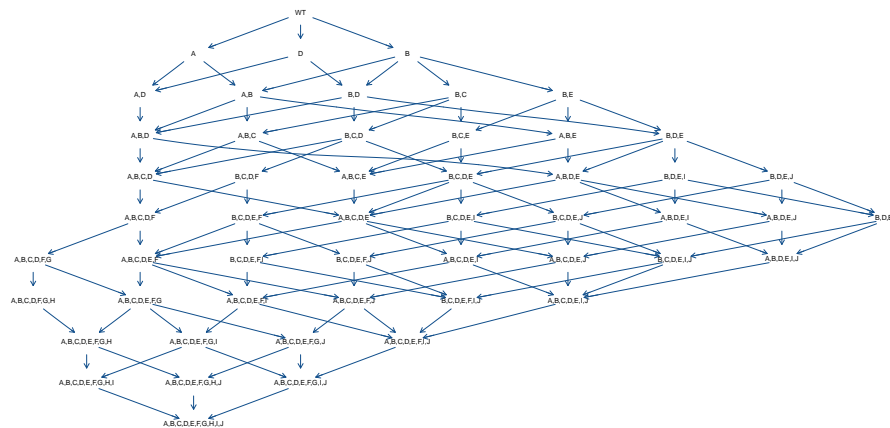 WT
A D B
A,D A,B B,D B,C B,E
A,B,D A,B,C B,C,D B,C,E A,B,E B,D,E
A,B,C,D B,C,D,F A,B,C,E B,C,D,E A,B,D,E B,D,E,I B,D,E,J
A,B,C,D,F B,C,D,E,F A,B,C,D,E B,C,D,E,I B,C,D,E,J A,B,D,E,I A,B,D,E,J
A,B,C,D,F,G A,B,C,D,E,F B,C,D,E,F,I B,C,D,E,F,J A,B,C,D,E,I A,B,C,D,E,J B,C,D,E,I,J A,B,D,E,I,J
A,B,C,D,F,G,H A,B,C,D,E,F,G A,B,C,D,E,F,I A,B,C,D,E,F,J B,C,D,E,F,I,J A,B,C,D,E,I,J
A,B,C,D,E,F,G,H A,B,C,D,E,F,G,I A,B,C,D,E,F,G,J A,B,C,D,E,F,I,J
A,B,C,D,E,F,G,H,I A,B,C,D,E,F,G,H,J A,B,C,D,E,F,G,I,J
A,B,C,D,E,F,G,H,I,J